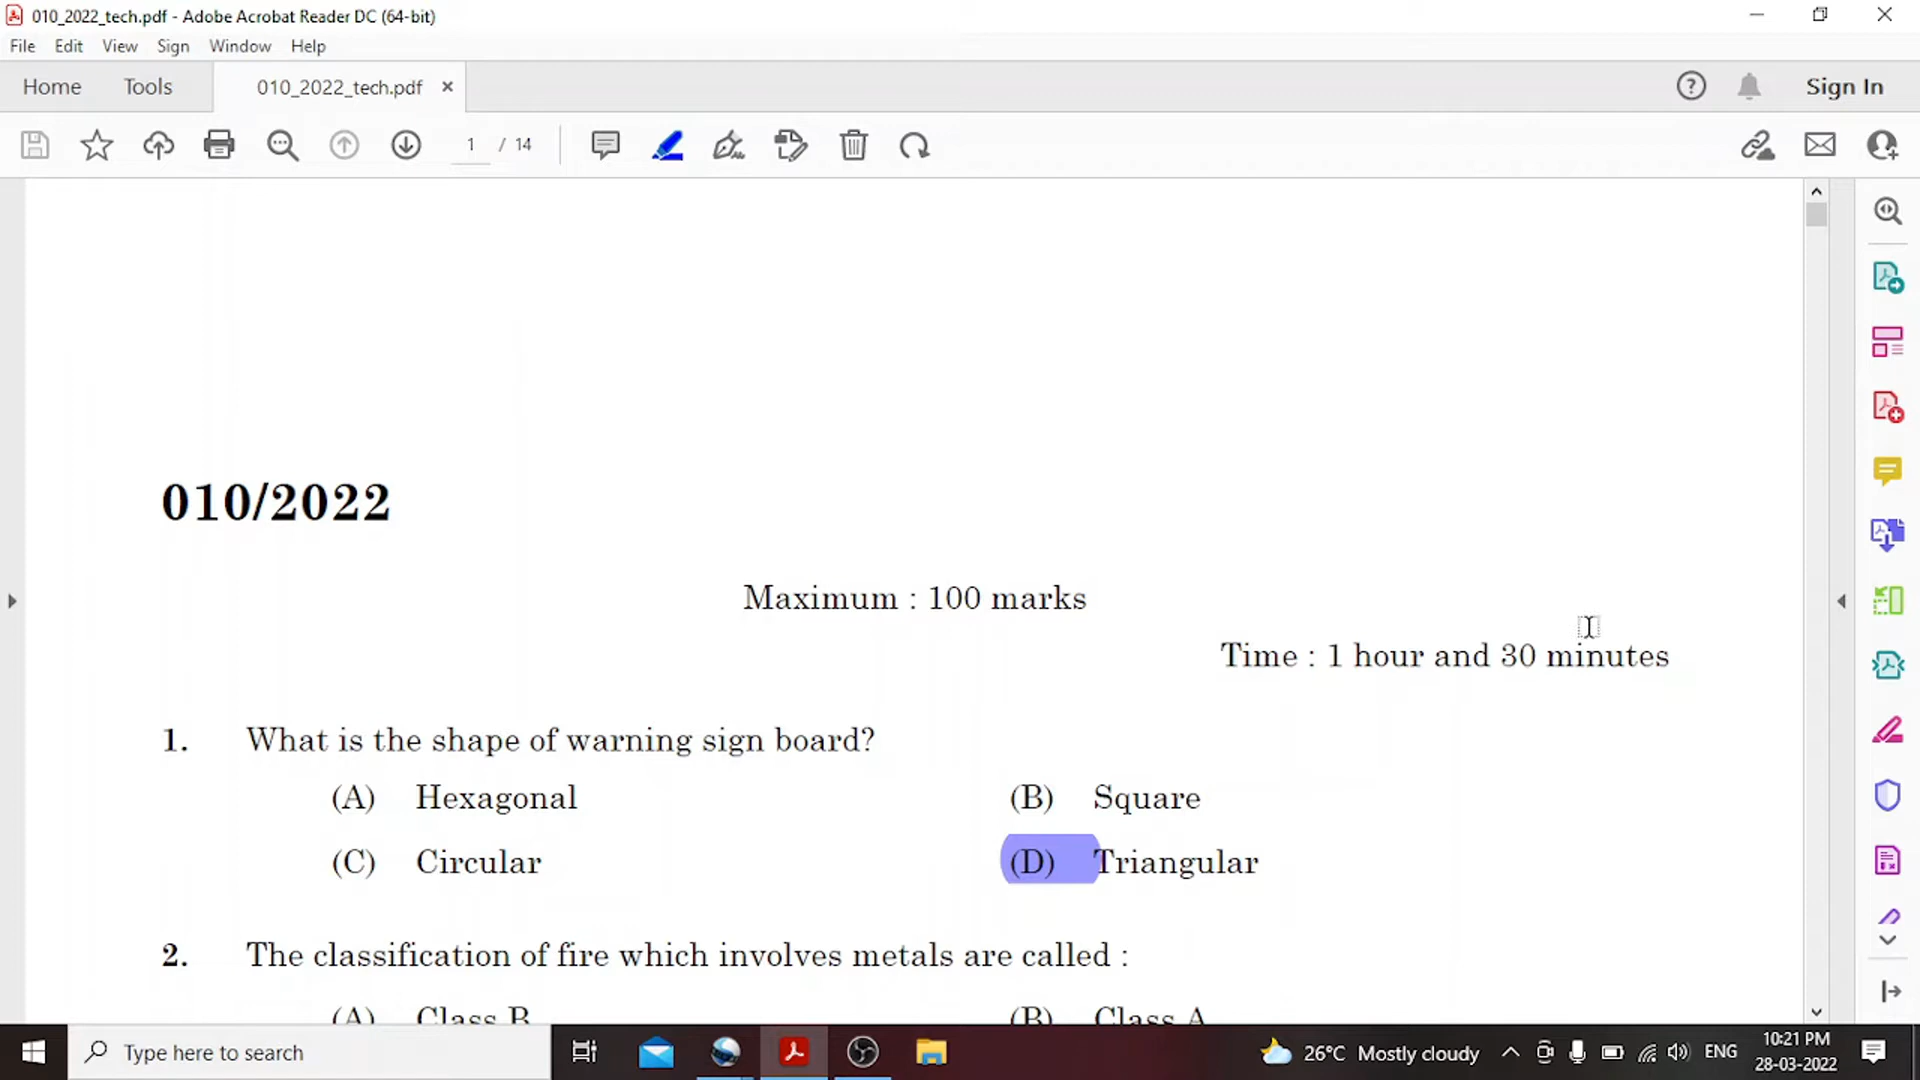 010_2022_tech.pdf - Adobe Acrobat Reader DC (64-bit)
File Edit View Sign Window Help
Home Tools 010_2022_tech.pdf × Sign In
1 / 14
010/2022
Maximum : 100 marks
Time : 1 hour and 30 minutes
1. What is the shape of warning sign board?
(A) Hexagonal (B) Square
(C) Circular (D) Triangular
2. The classification of fire which involves metals are called :
(A) Class B (B) Class A
Type here to search 26°C Mostly cloudy ENG 10:21 PM
28-03-2022